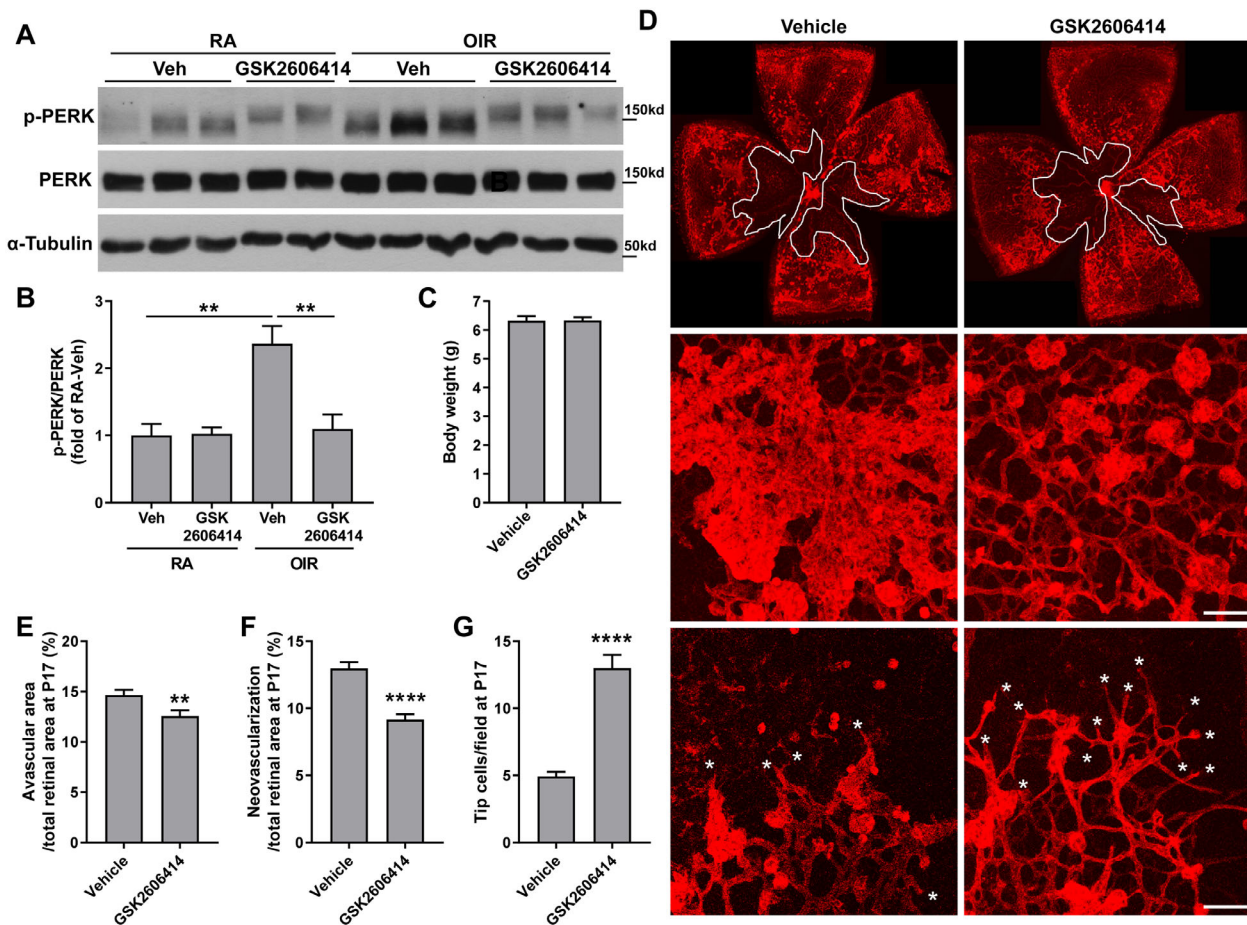 A
RA
OIR
Veh
GSK2606414
Veh
GSK2606414
p-PERK
150kd
PERK
B
150kd
α-Tubulin
50kd
B
p-PERK/PERK
(fold of RA-Veh)
3
2
1
0
**
**
Veh
GSK
2606414
Veh
GSK
2606414
RA
OIR
C
Body weight (g)
7
6
5
4
3
2
1
0
Vehicle
GSK2606414
D
Vehicle
GSK2606414
* * * * *
* * * * * * * * * * * *
E
Avascular area
/total retinal area at P17 (%)
20
15
10
5
0
**
Vehicle
GSK2606414
F
Neovascularization
/total retinal area at P17 (%)
15
10
5
0
****
Vehicle
GSK2606414
G
Tip cells/field at P17
15
10
5
0
****
Vehicle
GSK2606414